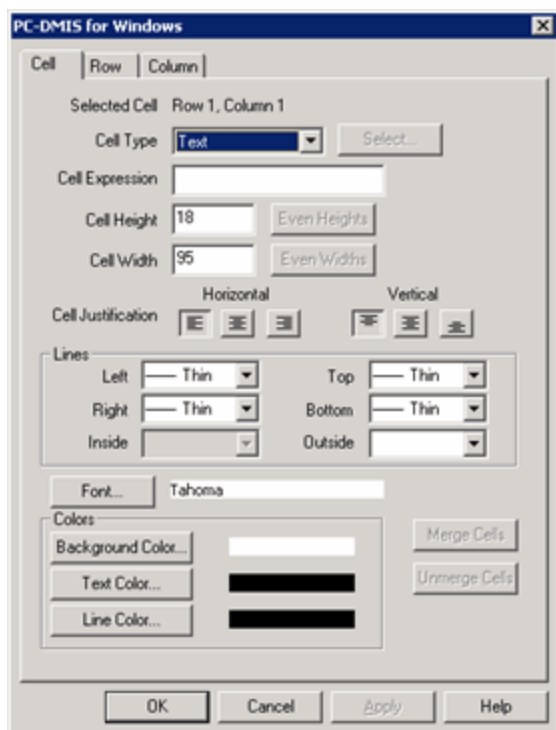 PC-DMIS for Windows
Cell Row Column
Selected Cell Row 1, Column 1
Cell Type Text Select...
Cell Expression
Cell Height 18 Even Heights
Cell Width 95 Even Widths
Horizontal Vertical
Cell Justification
Lines
Left Thin Top Thin
Right Thin Bottom Thin
Inside Outside
Font... Tahoma
Colors
Background Color... Merge Cells
Text Color... Unmerge Cells
Line Color...
OK Cancel Apply Help